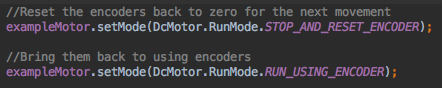 //Reset the encoders back to zero for the next movement
exampleMotor.setMode(DcMotor.RunMode.STOP_AND_RESET_ENCODER);
//Bring them back to using encoders
exampleMotor.setMode(DcMotor.RunMode.RUN_USING_ENCODER);